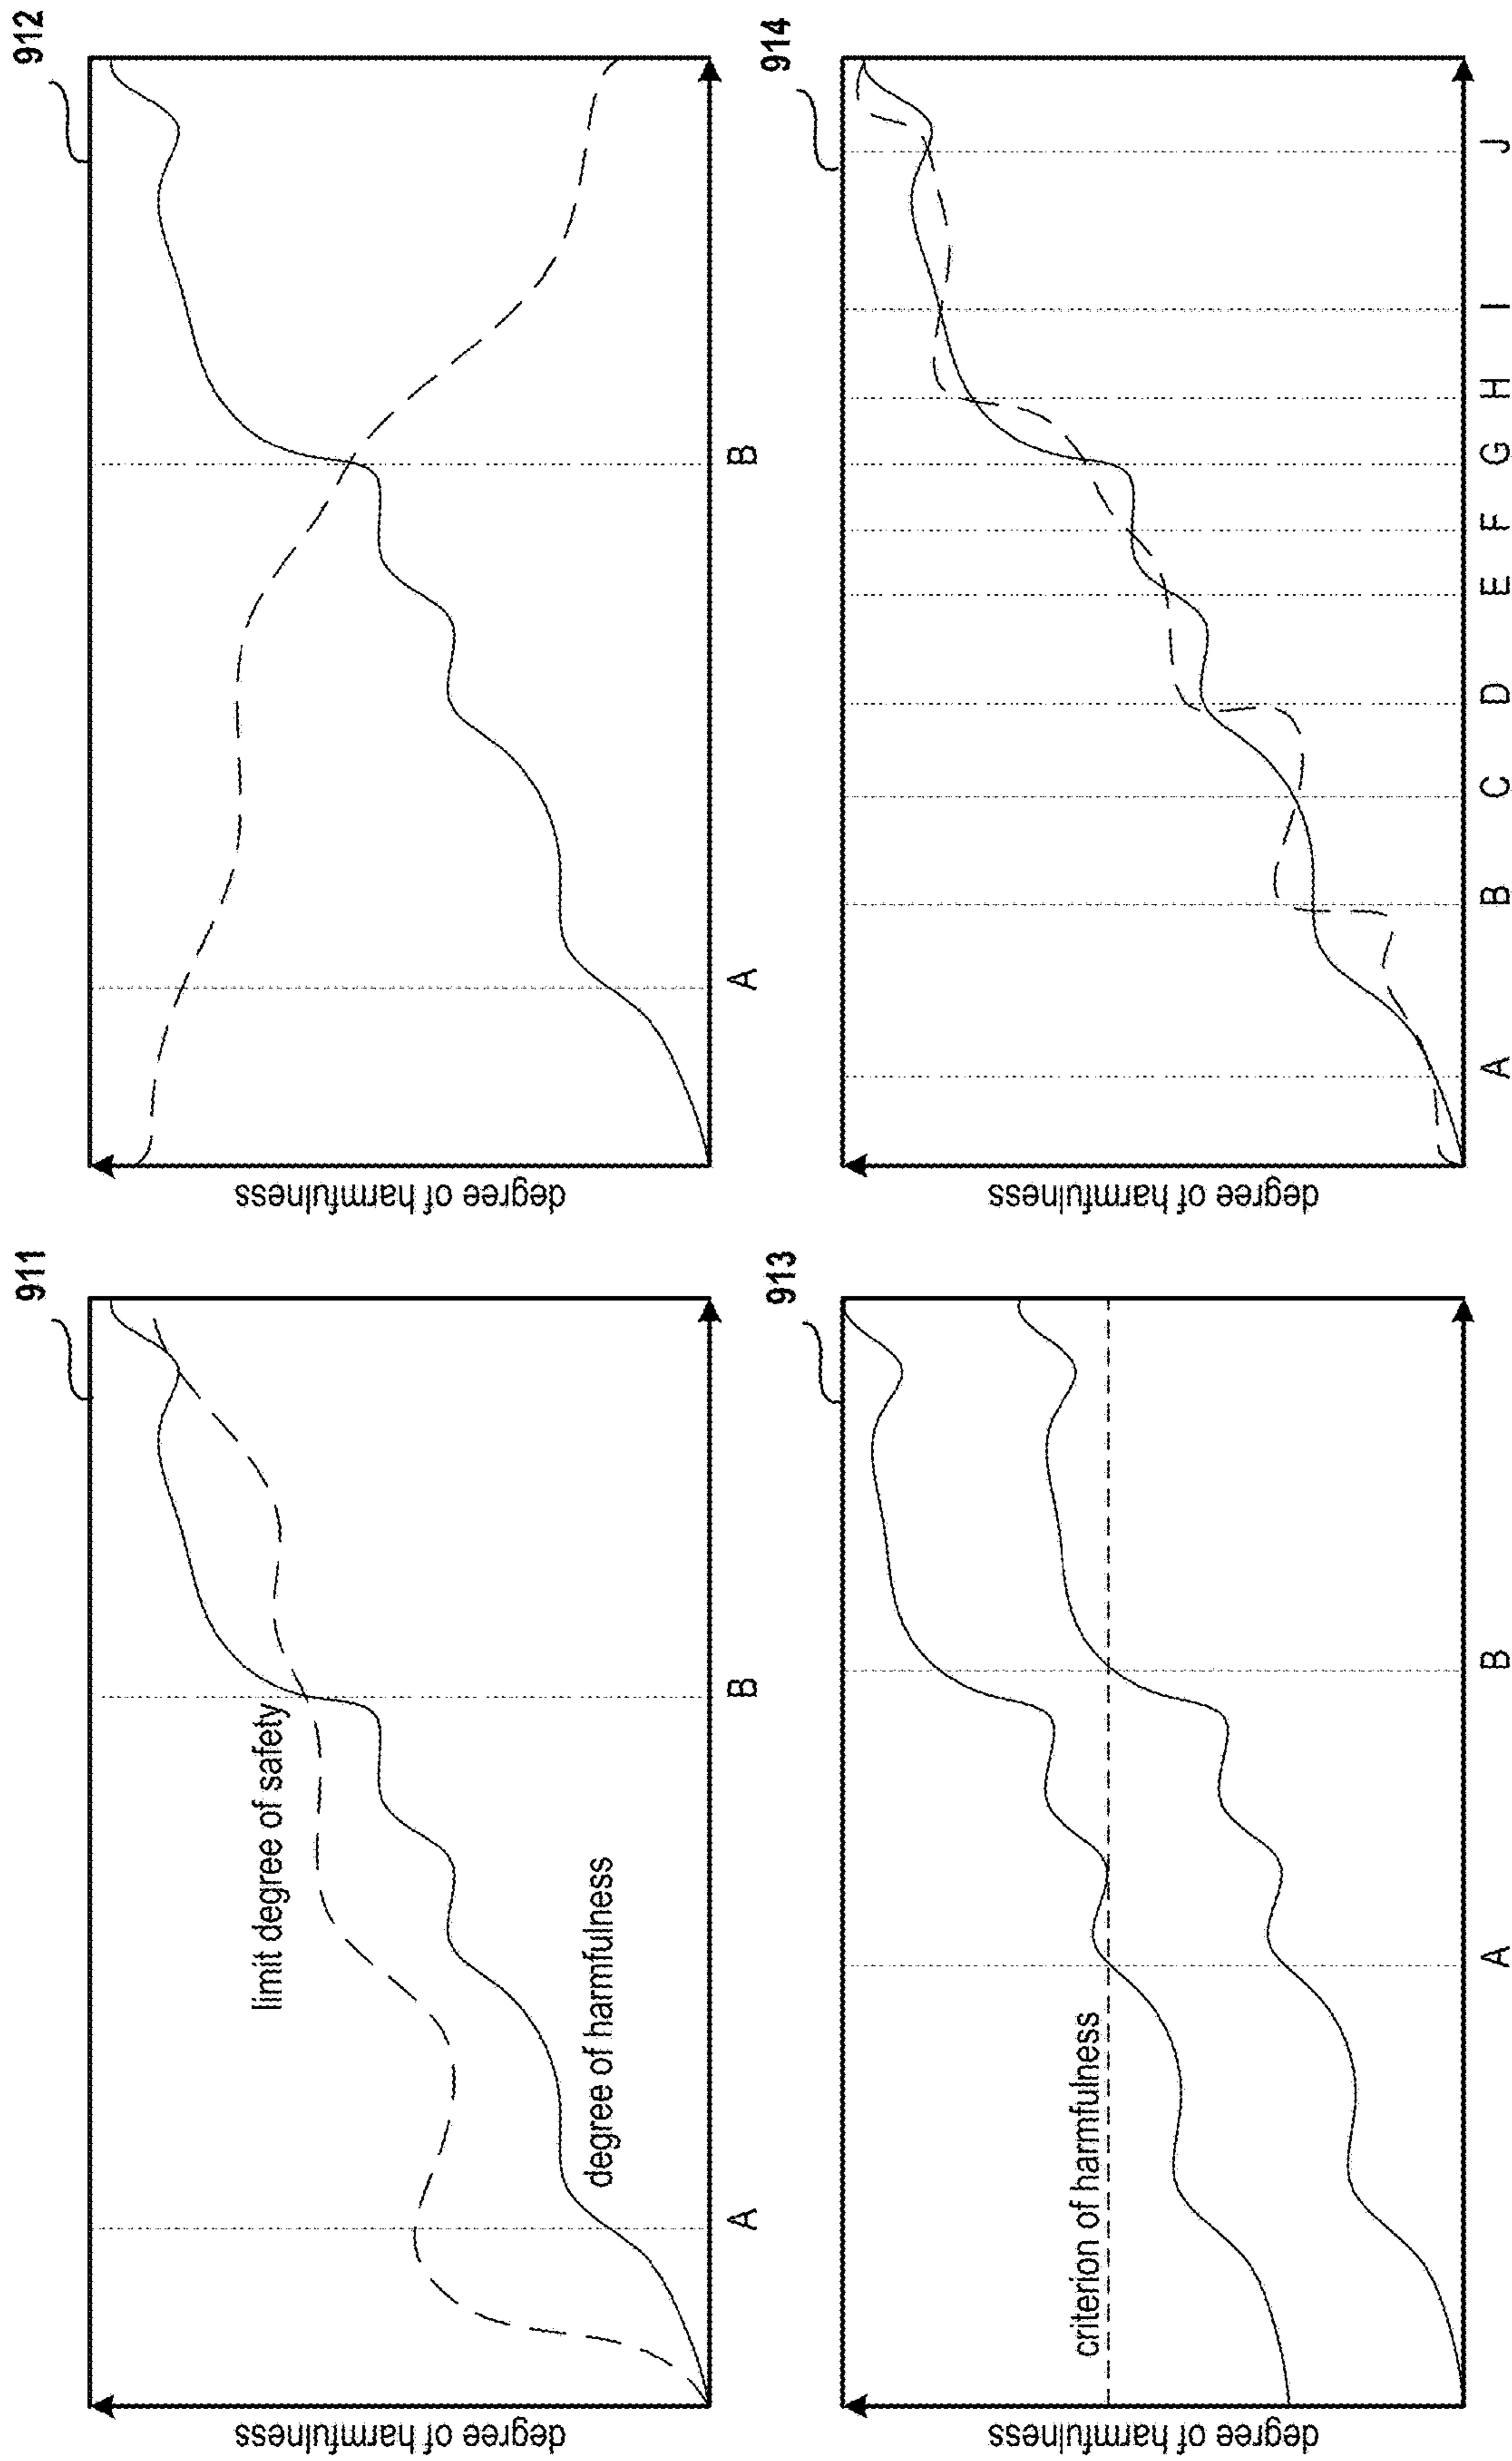 911
degree of harmfulness
limit degree of safety
degree of harmfulness
A
B
912
degree of harmfulness
A
B
913
degree of harmfulness
criterion of harmfulness
A
B
914
degree of harmfulness
A
B
C
D
E
F
G
H
I
J